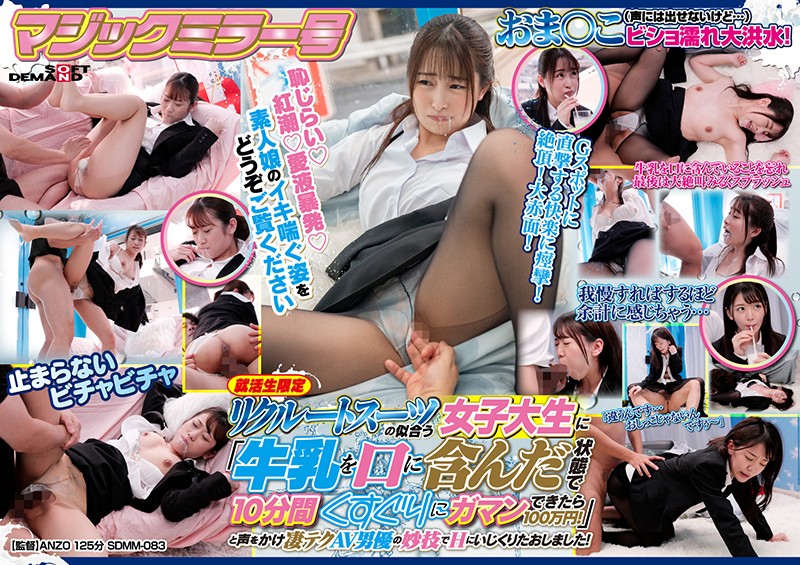 マジックミラー号
SOFT
DEMAND
おま○こ
(声には出せないけど…)
ビショ濡れ大洪水!
恥じらい♡
紅潮♡愛液暴発♡
素人娘のイキ喘ぐ姿を
どうぞご覧ください
Gスポットに
直撃する快楽に痙攣!
絶頂!大赤面!
牛乳を口に含んでいることを忘れ
最後は大絶叫みるくスプラッシュ
我慢すればするほど
余計に感じちゃう…
止まらない
ビチャビチャ
就活生限定
リクルートスーツの似合う女子大生に
「牛乳を口に含んだ状態で
10分間くすぐりにガマンできたら
100万円!」
と声をかけ凄テクAV男優の妙技でHにいじくりたおしました!
【監督】ANZO 125分 SDMM-083